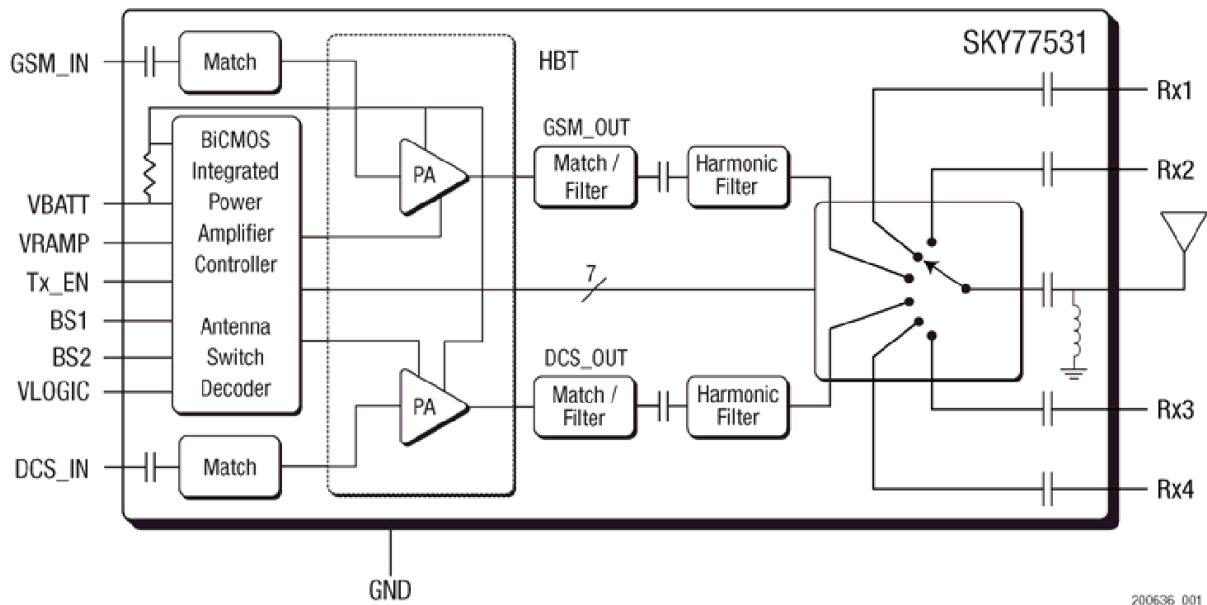 SKY77531
GSM_IN
Match
HBT
Rx1
BiCMOS
Integrated
Power
Amplifier
Controller
Antenna
Switch
Decoder
PA
GSM_OUT
Match /
Filter
Harmonic
Filter
Rx2
VBATT
VRAMP
Tx_EN
BS1
BS2
VLOGIC
7
DCS_OUT
PA
Match /
Filter
Harmonic
Filter
Rx3
DCS_IN
Match
Rx4
GND
200636_001